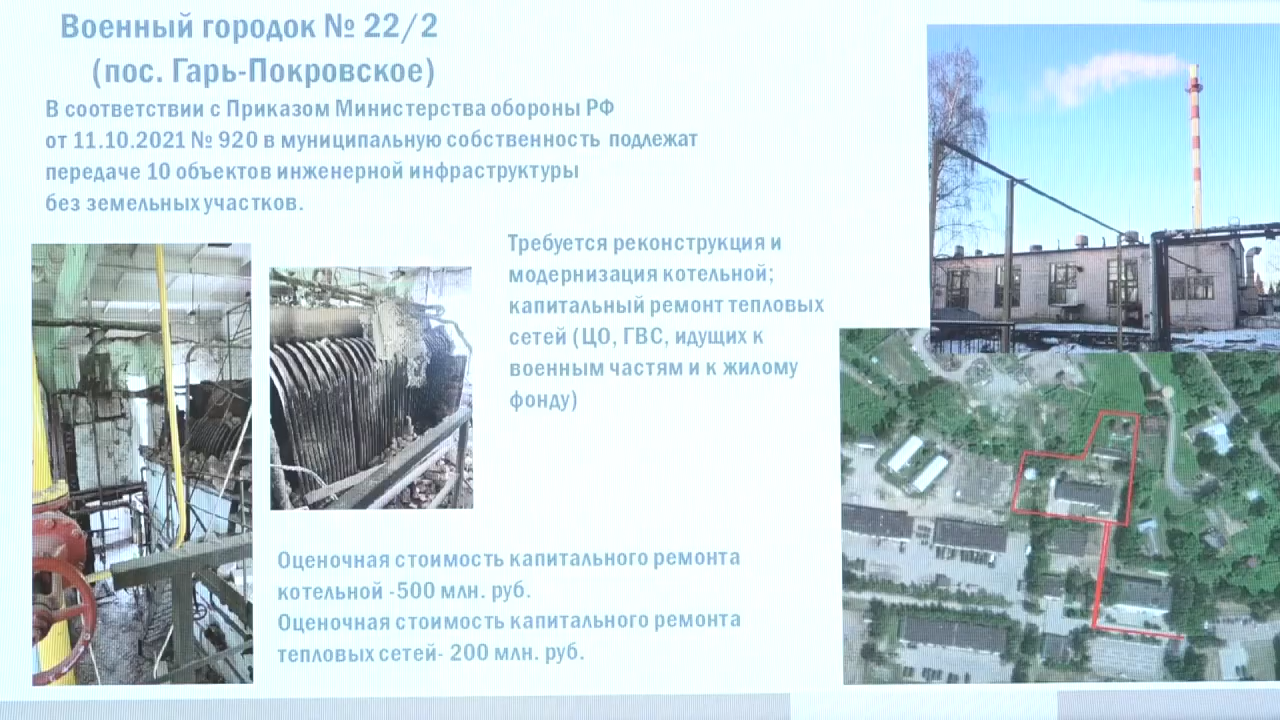 Военный городок № 22/2
(пос. Гарь-Покровское)
В соответствии с Приказом Министерства обороны РФ
от 11.10.2021 № 920 в муниципальную собственность подлежат
передаче 10 объектов инженерной инфраструктуры
без земельных участков.
Требуется реконструкция и
модернизация котельной;
капитальный ремонт тепловых
сетей (ЦО, ГВС, идущих к
военным частям и к жилому
фонду)
Оценочная стоимость капитального ремонта
котельной -500 млн. руб.
Оценочная стоимость капитального ремонта
тепловых сетей- 200 млн. руб.